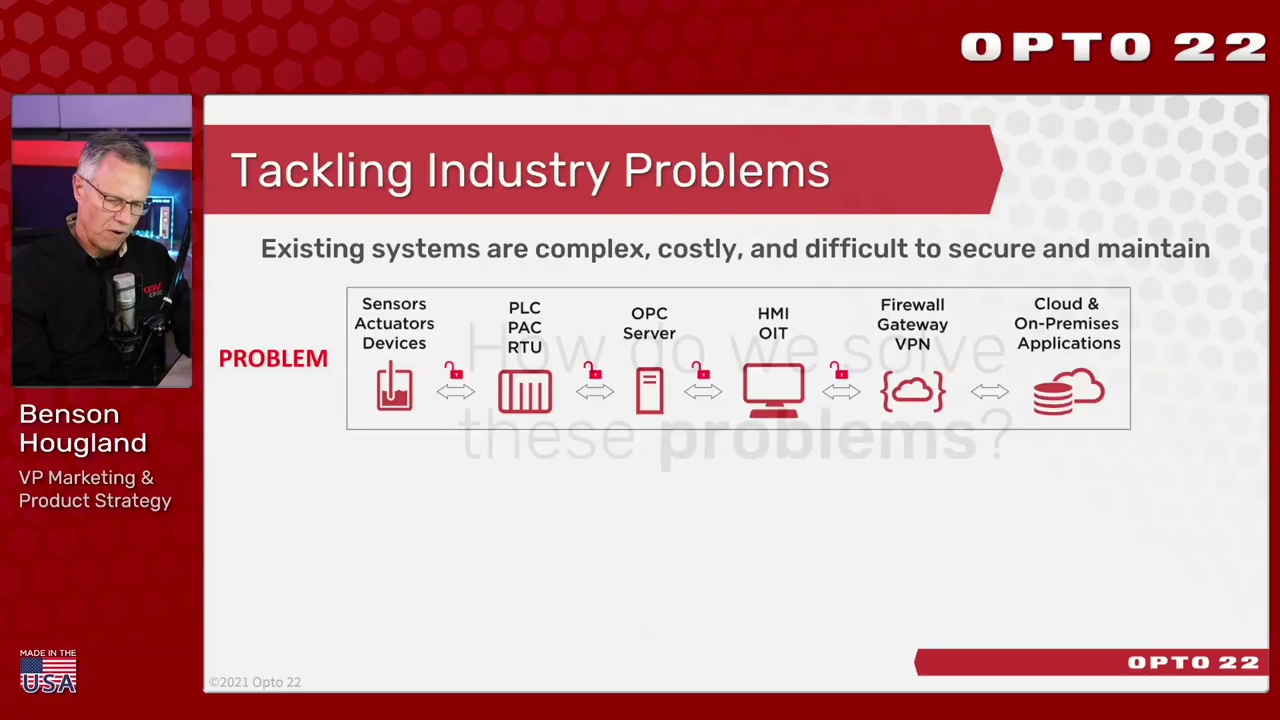 OPTO 22
Tackling Industry Problems
Existing systems are complex, costly, and difficult to secure and maintain
PROBLEM
Sensors
Actuators
Devices
PLC
PAC
RTU
OPC
Server
HMI
OIT
Firewall
Gateway
VPN
Cloud &
On-Premises
Applications
How do we solve
these problems?
Benson
Hougland
VP Marketing &
Product Strategy
MADE IN THE
USA
©2021 Opto 22
OPTO 22